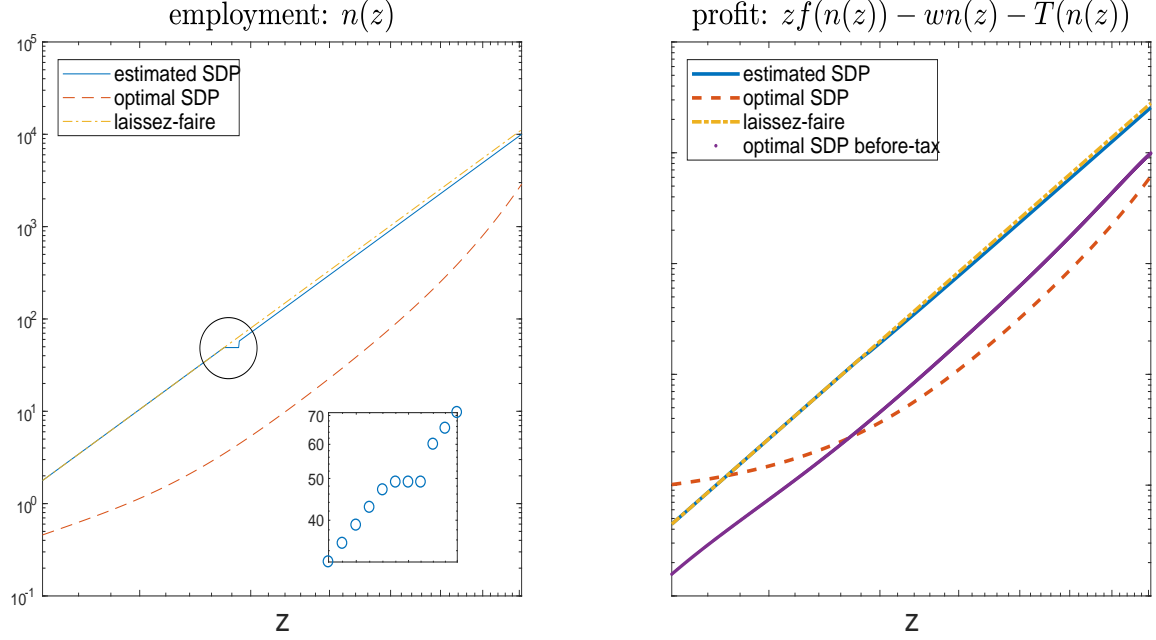 employment: n(z)
10^5
10^4
10^3
10^2
10^1
10^0
10^-1
estimated SDP
optimal SDP
laissez-faire
70
60
50
40
z
profit: zf(n(z)) − wn(z) − T(n(z))
estimated SDP
optimal SDP
laissez-faire
optimal SDP before-tax
z